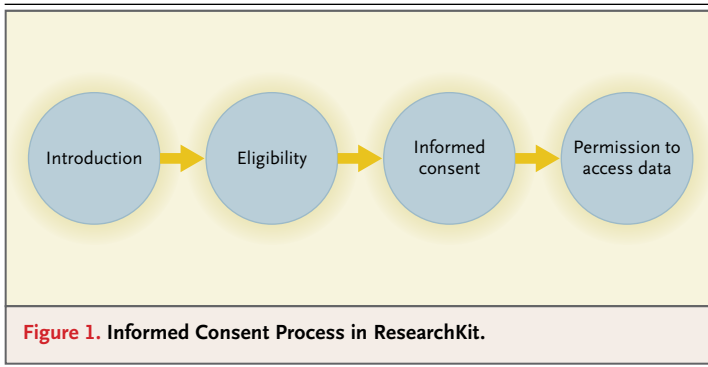 Introduction
Eligibility
Informed
consent
Permission to
access data
Figure 1. Informed Consent Process in ResearchKit.